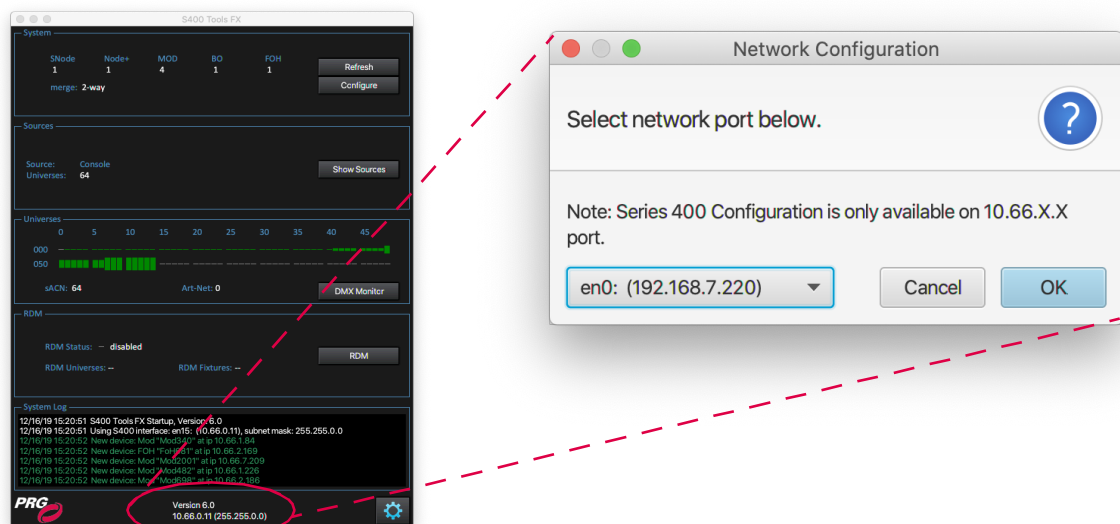 S400 Tools FX
System
SNode Node+ MOD BO FOH
1 1 4 1 1
Refresh
merge: 2-way
Configure
Sources
Source: Console
Show Sources
Universes: 64
Universes
0 5 10 15 20 25 30 35 40 45
000
050
sACN: 64 Art-Net: 0 DMX Monitor
RDM
RDM Status: -- disabled
RDM
RDM Universes: -- RDM Fixtures: --
System Log
12/16/19 15:20:51 S400 Tools FX Startup, Version 6.0
12/16/19 15:20:51 Using S400 interface: en15: (10.66.0.11), subnet mask: 255.255.0.0
12/16/19 15:20:52 New device: Mod "Mod340" at ip 10.66.1.84
12/16/19 15:20:52 New device: FOH "FoH681" at ip 10.66.2.169
12/16/19 15:20:52 New device: Mod "Mod2001" at ip 10.66.7.209
12/16/19 15:20:52 New device: Mod "Mod482" at ip 10.66.1.226
12/16/19 15:20:52 New device: Mod "Mod698" at ip 10.66.2.186
PRG
Version 6.0
10.66.0.11 (255.255.0.0)
Network Configuration
Select network port below.
?
Note: Series 400 Configuration is only available on 10.66.X.X
port.
en0: (192.168.7.220)
Cancel
OK